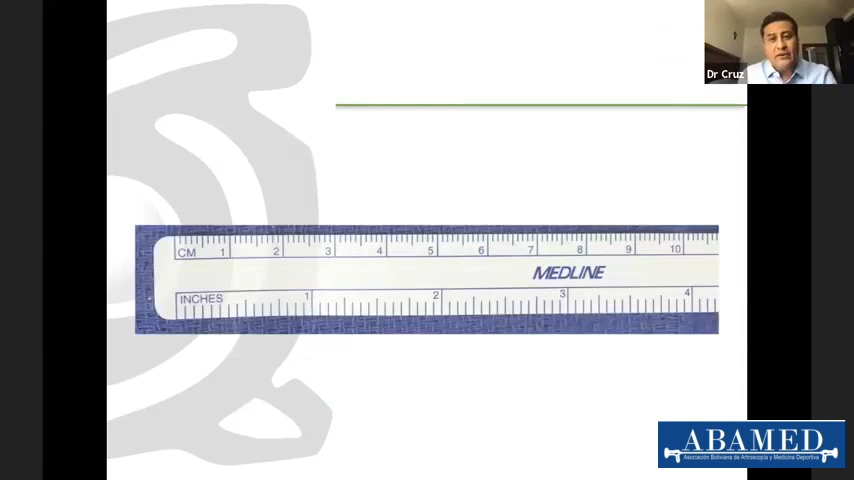 Dr Cruz
CM 1 2 3 4 5 6 7 8 9 10
MEDLINE
INCHES 1 2 3 4
ABAMED
Asociación Boliviana de Artroscopía y Medicina Deportiva